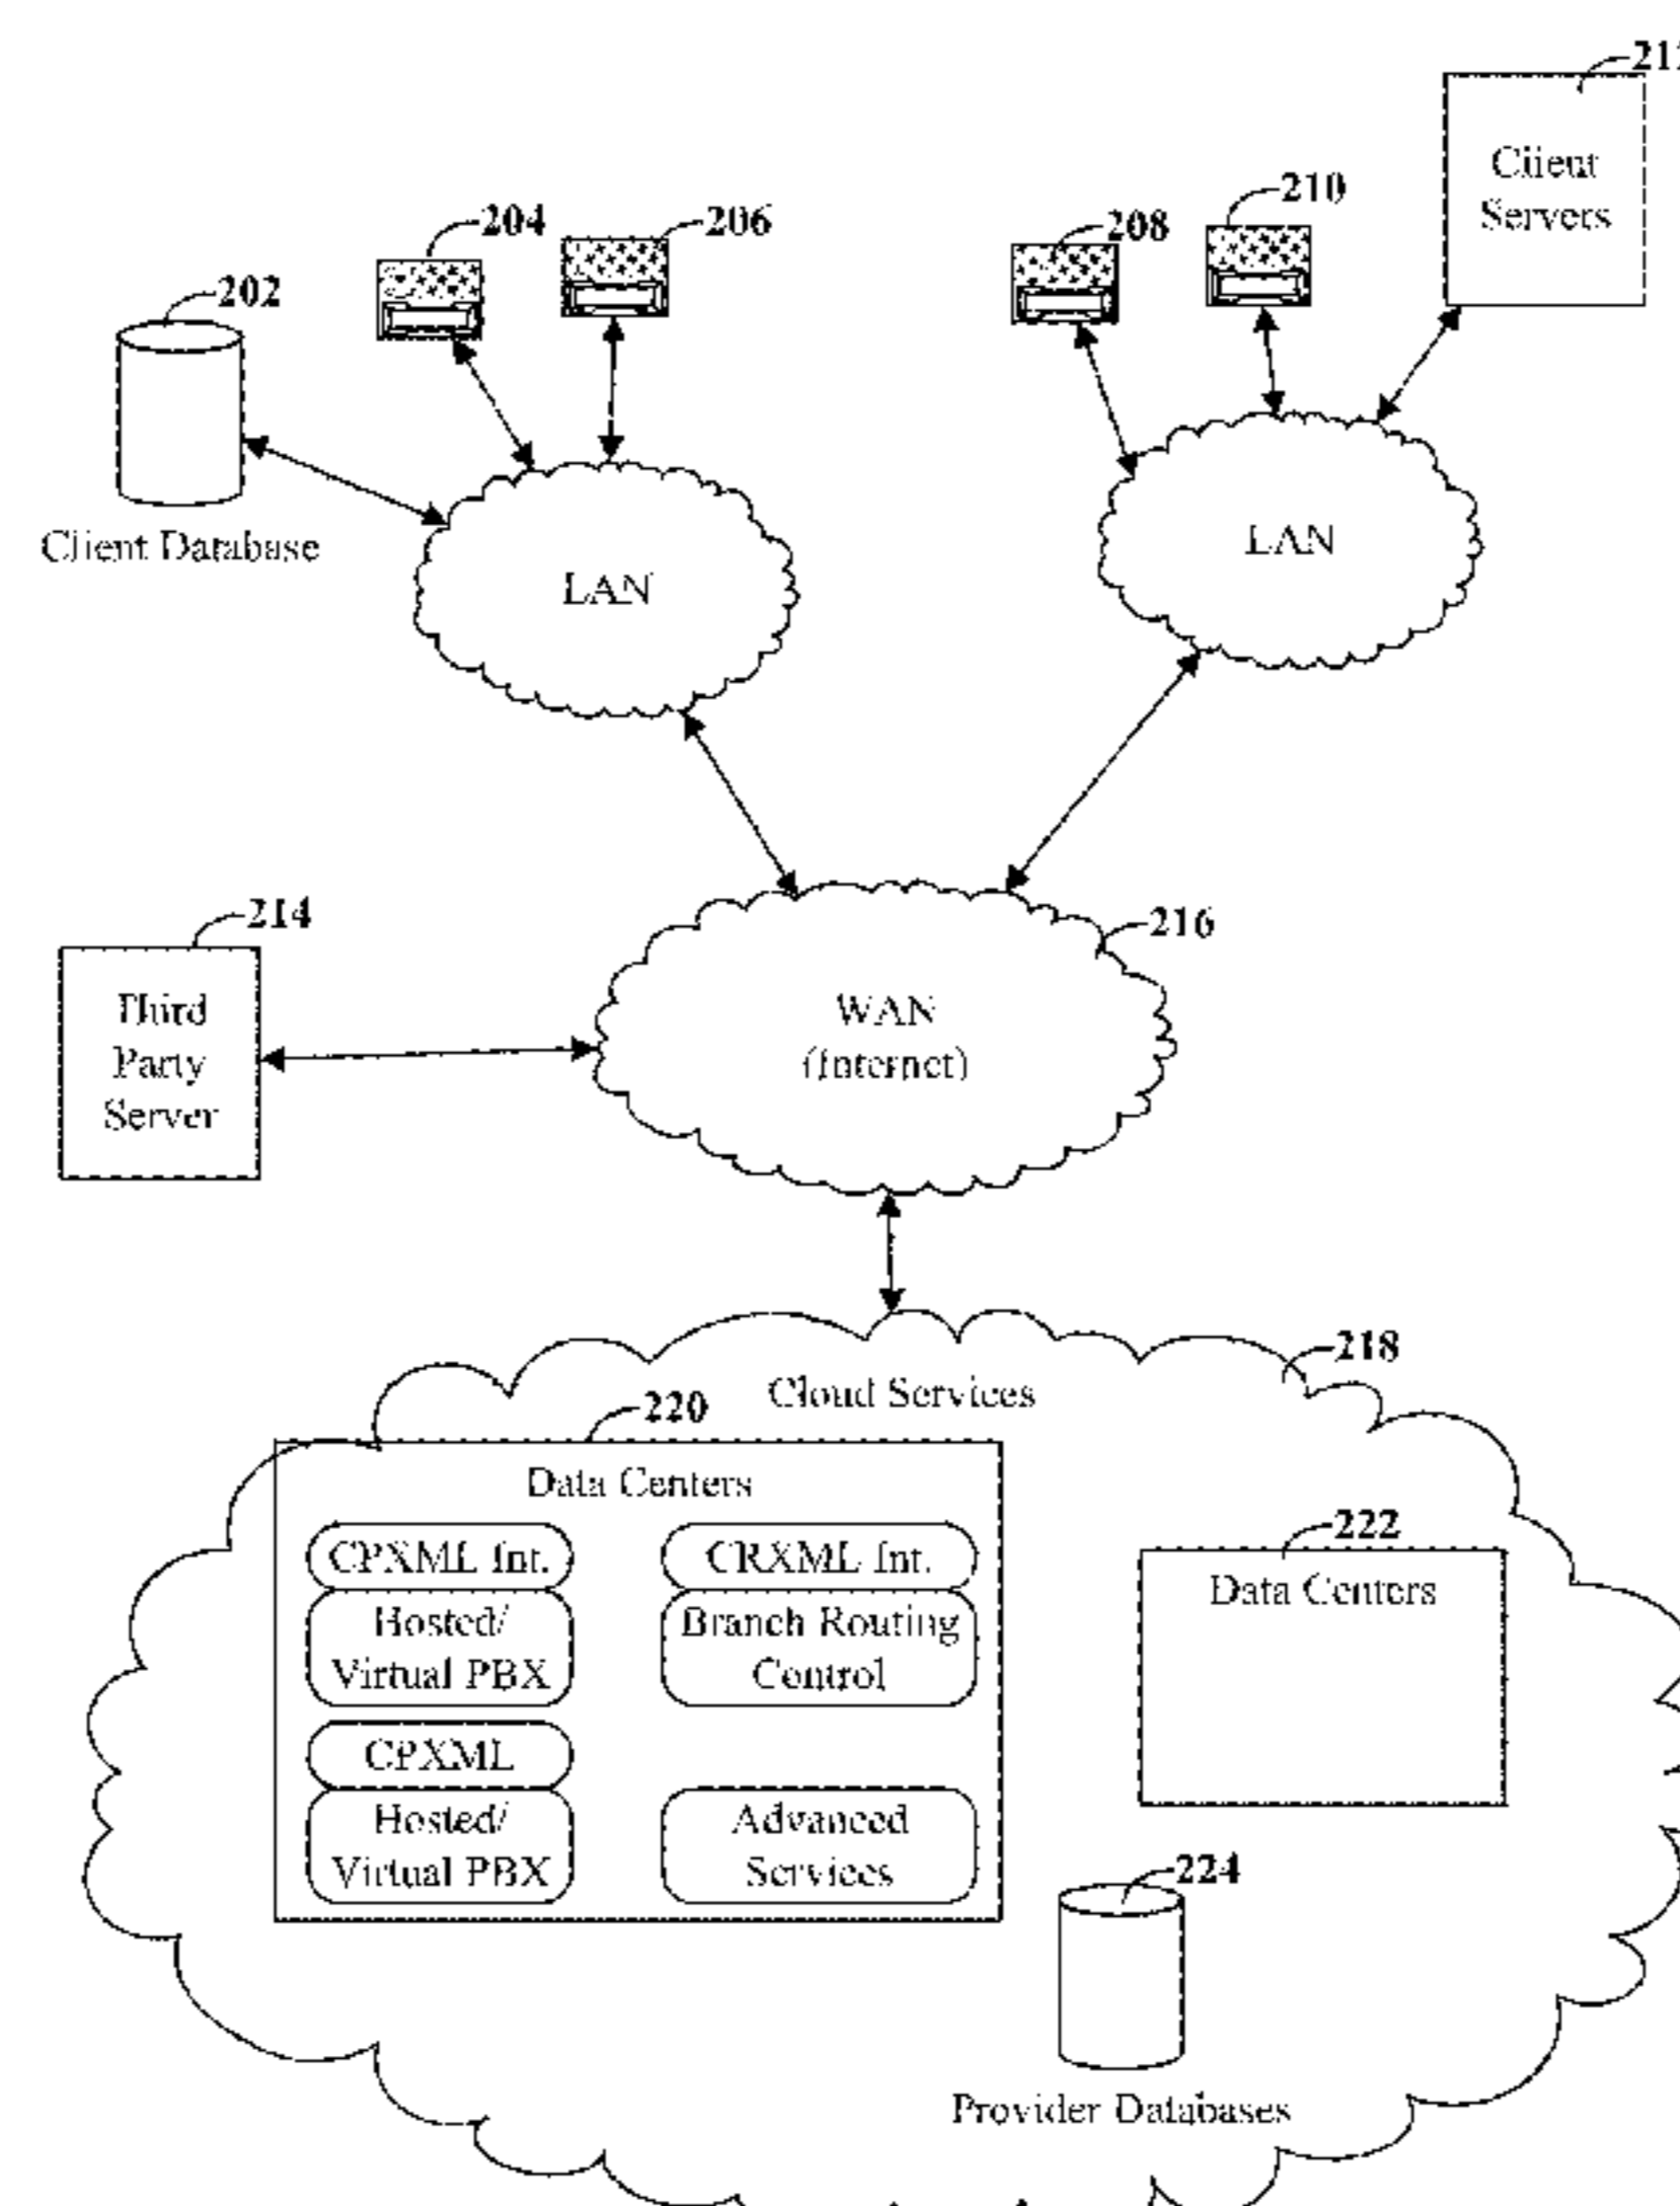 Client
Servers
210
208
204
206
202
Client Database
LAN
LAN
214
216
Third
Party
Server
WAN
(Internet)
218
Cloud Services
220
Data Centers
CPXML Int.
CRXML Int.
Hosted/
Virtual PBX
Branch Routing
Control
CPXML
Hosted/
Virtual PBX
Advanced
Services
222
Data Centers
224
Provider Databases